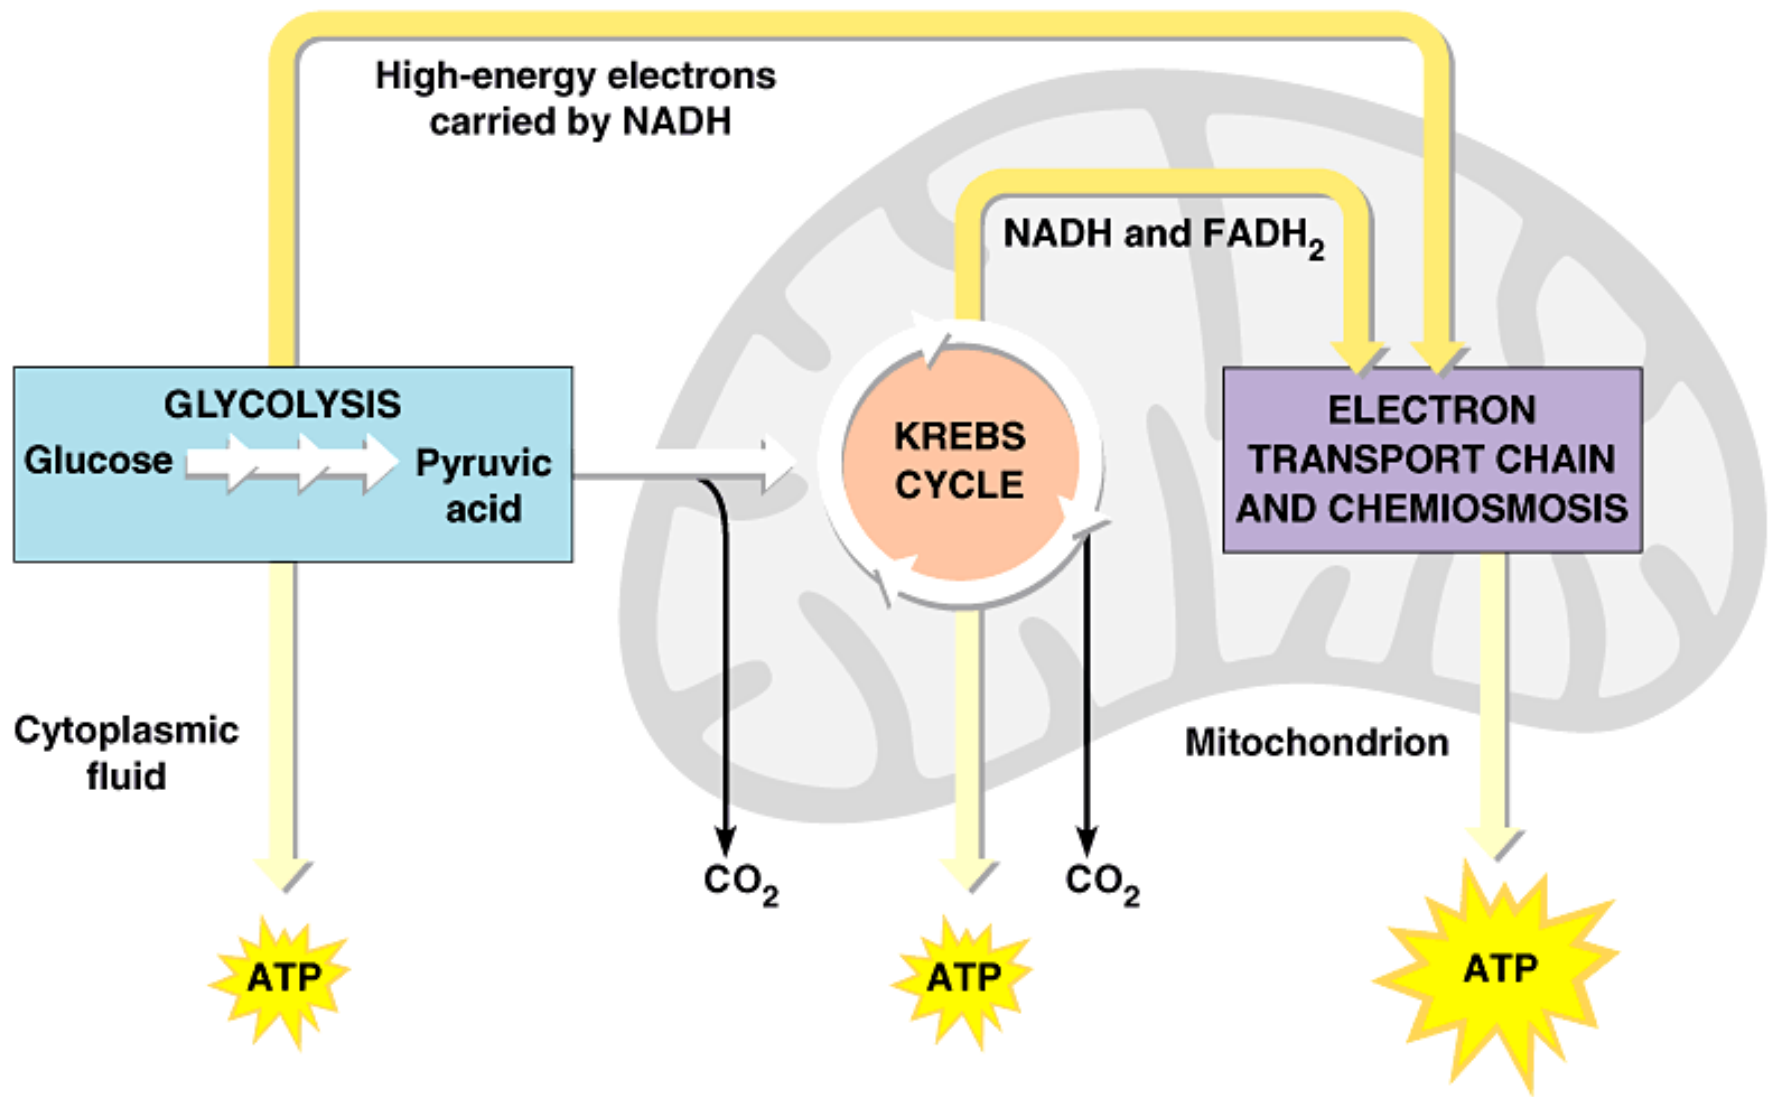 High-energy electrons
carried by NADH
NADH and FADH₂
GLYCOLYSIS
Glucose
Pyruvic
acid
KREBS
CYCLE
ELECTRON
TRANSPORT CHAIN
AND CHEMIOSMOSIS
Cytoplasmic
fluid
Mitochondrion
CO₂
CO₂
ATP
ATP
ATP